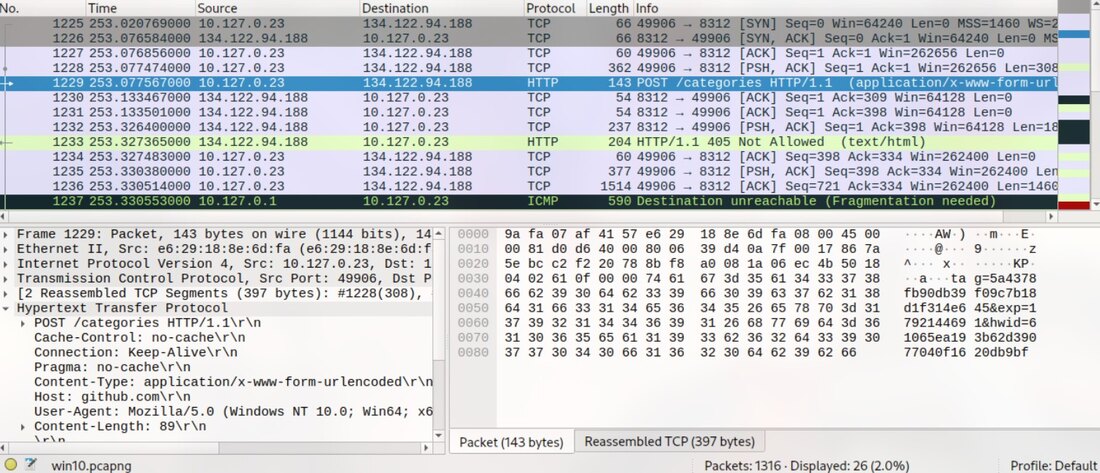 No. Time Source Destination Protocol Length Info
1225 253.020769000 10.127.0.23 134.122.94.188 TCP 66 49906 → 8312 [SYN] Seq=0 Win=64240 Len=0 MSS=1460 WS=2
1226 253.076584000 134.122.94.188 10.127.0.23 TCP 66 8312 → 49906 [SYN, ACK] Seq=0 Ack=1 Win=64240 Len=0 MS
1227 253.076856000 10.127.0.23 134.122.94.188 TCP 60 49906 → 8312 [ACK] Seq=1 Ack=1 Win=262656 Len=0
1228 253.077474000 10.127.0.23 134.122.94.188 TCP 362 49906 → 8312 [PSH, ACK] Seq=1 Ack=1 Win=262656 Len=308
1229 253.077567000 10.127.0.23 134.122.94.188 HTTP 143 POST /categories HTTP/1.1 (application/x-www-form-url
1230 253.133467000 134.122.94.188 10.127.0.23 TCP 54 8312 → 49906 [ACK] Seq=1 Ack=309 Win=64128 Len=0
1231 253.133501000 134.122.94.188 10.127.0.23 TCP 54 8312 → 49906 [ACK] Seq=1 Ack=398 Win=64128 Len=0
1232 253.326400000 134.122.94.188 10.127.0.23 TCP 237 8312 → 49906 [PSH, ACK] Seq=1 Ack=398 Win=64128 Len=18
1233 253.327365000 134.122.94.188 10.127.0.23 HTTP 204 HTTP/1.1 405 Not Allowed (text/html)
1234 253.327483000 10.127.0.23 134.122.94.188 TCP 60 49906 → 8312 [ACK] Seq=398 Ack=334 Win=262400 Len=0
1235 253.330380000 10.127.0.23 134.122.94.188 TCP 377 49906 → 8312 [PSH, ACK] Seq=398 Ack=334 Win=262400 Len
1236 253.330514000 10.127.0.23 134.122.94.188 TCP 1514 49906 → 8312 [ACK] Seq=721 Ack=334 Win=262400 Len=1460
1237 253.330553000 10.127.0.1 10.127.0.23 ICMP 590 Destination unreachable (Fragmentation needed)
Frame 1229: Packet, 143 bytes on wire (1144 bits), 14
Ethernet II, Src: e6:29:18:8e:6d:fa (e6:29:18:8e:6d:f
Internet Protocol Version 4, Src: 10.127.0.23, Dst: 1
Transmission Control Protocol, Src Port: 49906, Dst P
[2 Reassembled TCP Segments (397 bytes): #1228(308),
Hypertext Transfer Protocol
POST /categories HTTP/1.1\r\n
Cache-Control: no-cache\r\n
Connection: Keep-Alive\r\n
Pragma: no-cache\r\n
Content-Type: application/x-www-form-urlencoded\r\n
Host: github.com\r\n
User-Agent: Mozilla/5.0 (Windows NT 10.0; Win64; x6
Content-Length: 89\r\n
\r\n
0000 9a fa 07 af 41 57 e6 29 18 8e 6d fa 08 00 45 00 ····AW·) ··m···E·
0010 00 81 d0 d6 40 00 80 06 39 d4 0a 7f 00 17 86 7a ····@··· 9······z
0020 5e bc c2 f2 20 78 8b f8 a0 08 1a 06 ec 4b 50 18 ^··· x·· ·····KP·
0030 04 02 61 0f 00 00 74 61 67 3d 35 61 34 33 37 38 ··a···ta g=5a4378
0040 66 62 39 30 64 62 33 39 66 30 39 63 37 62 31 38 fb90db39 f09c7b18
0050 64 31 66 33 31 34 65 36 34 35 26 65 78 70 3d 31 d1f314e6 45&exp=1
0060 37 39 32 31 34 34 36 39 31 26 68 77 69 64 3d 36 79214469 1&hwid=6
0070 31 30 36 35 65 61 31 39 33 62 36 32 64 33 39 30 1065ea19 3b62d390
0080 37 37 30 34 30 66 31 36 32 30 64 62 39 62 66 77040f16 20db9bf
Packet (143 bytes) Reassembled TCP (397 bytes)
win10.pcapng Packets: 1316 · Displayed: 26 (2.0%) Profile: Default